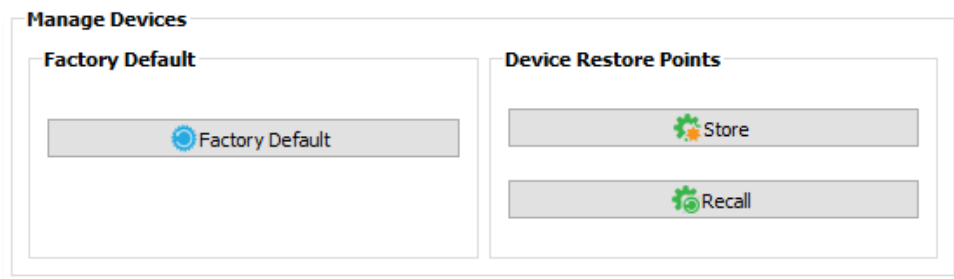 Manage Devices
Factory Default
Factory Default
Device Restore Points
Store
Recall